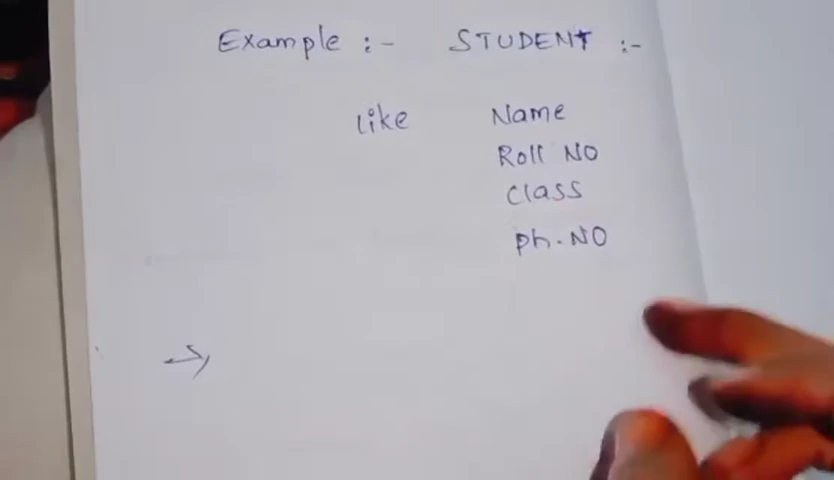 Example :- STUDENT :-
like Name
Roll NO
class
ph.NO
→